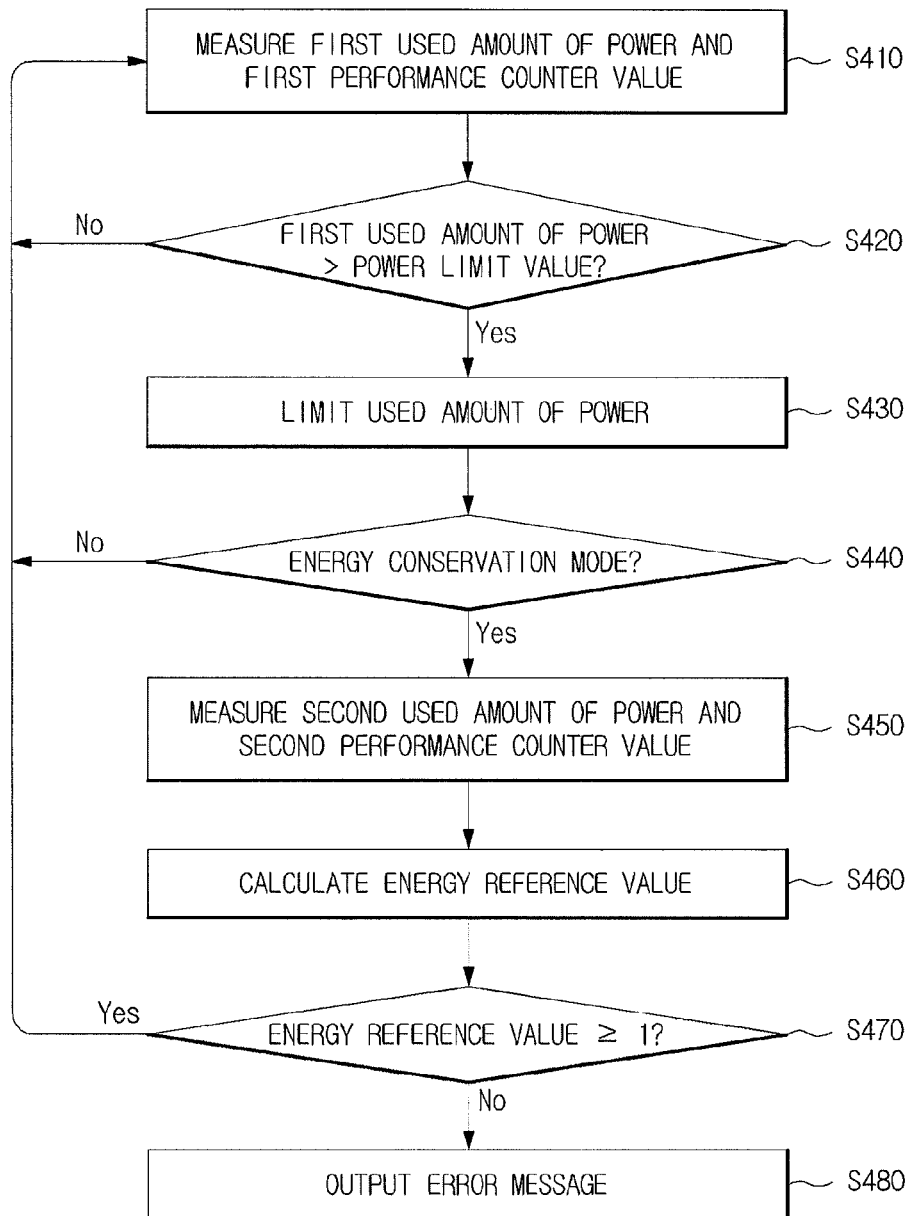 MEASURE FIRST USED AMOUNT OF POWER AND
FIRST PERFORMANCE COUNTER VALUE
S410
FIRST USED AMOUNT OF POWER
> POWER LIMIT VALUE?
S420
No
Yes
LIMIT USED AMOUNT OF POWER
S430
ENERGY CONSERVATION MODE?
S440
No
Yes
MEASURE SECOND USED AMOUNT OF POWER AND
SECOND PERFORMANCE COUNTER VALUE
S450
CALCULATE ENERGY REFERENCE VALUE
S460
ENERGY REFERENCE VALUE ≥ 1?
S470
Yes
No
OUTPUT ERROR MESSAGE
S480